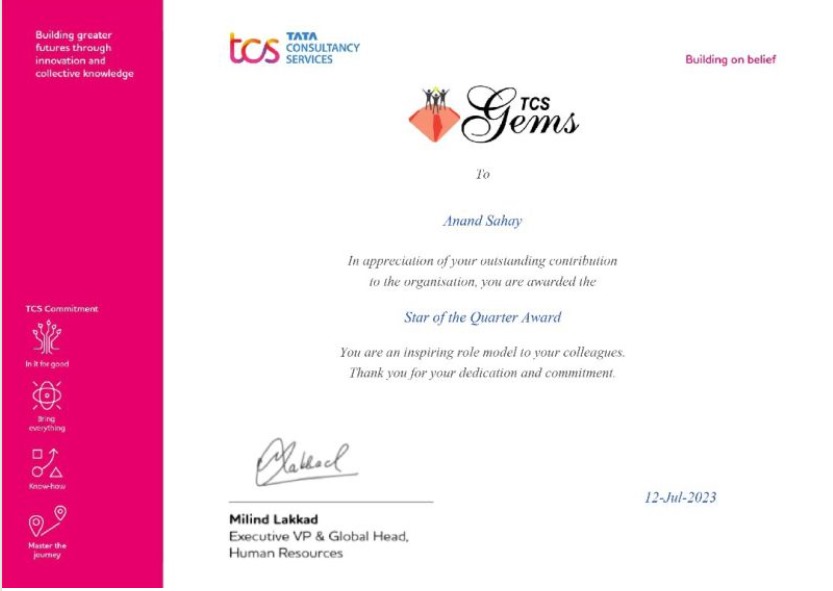 Building greater
futures through
innovation and
collective knowledge
tcs TATA
CONSULTANCY
SERVICES
Building on belief
TCS
Gems
To
Anand Sahay
In appreciation of your outstanding contribution
to the organisation, you are awarded the
Star of the Quarter Award
You are an inspiring role model to your colleagues.
Thank you for your dedication and commitment.
TCS Commitment
In it for good
Bring
everything
Know-how
Master the
journey
Mlakkad
12-Jul-2023
Milind Lakkad
Executive VP & Global Head,
Human Resources